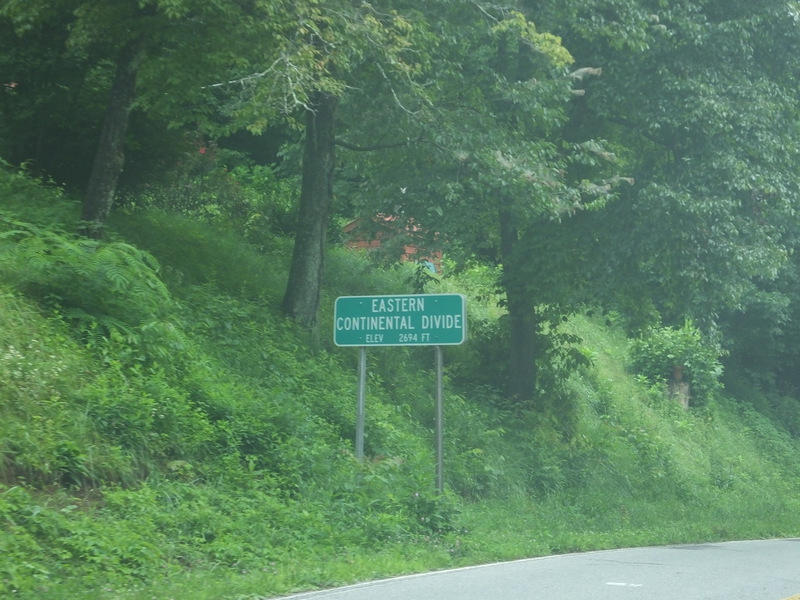 EASTERN
CONTINENTAL DIVIDE
ELEV 2694 FT